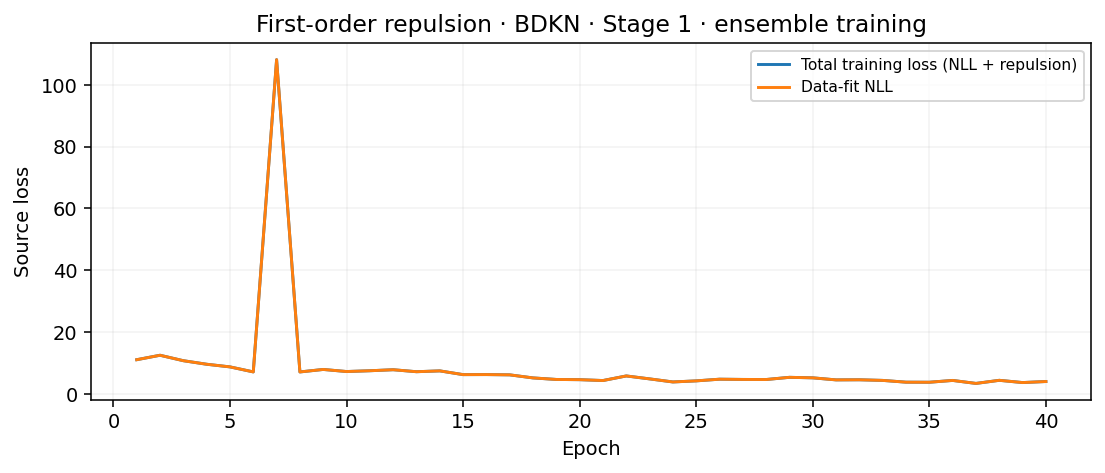 First-order repulsion · BDKN · Stage 1 · ensemble training
Total training loss (NLL + repulsion)
Data-fit NLL
Source loss
100
80
60
40
20
0
0 5 10 15 20 25 30 35 40
Epoch